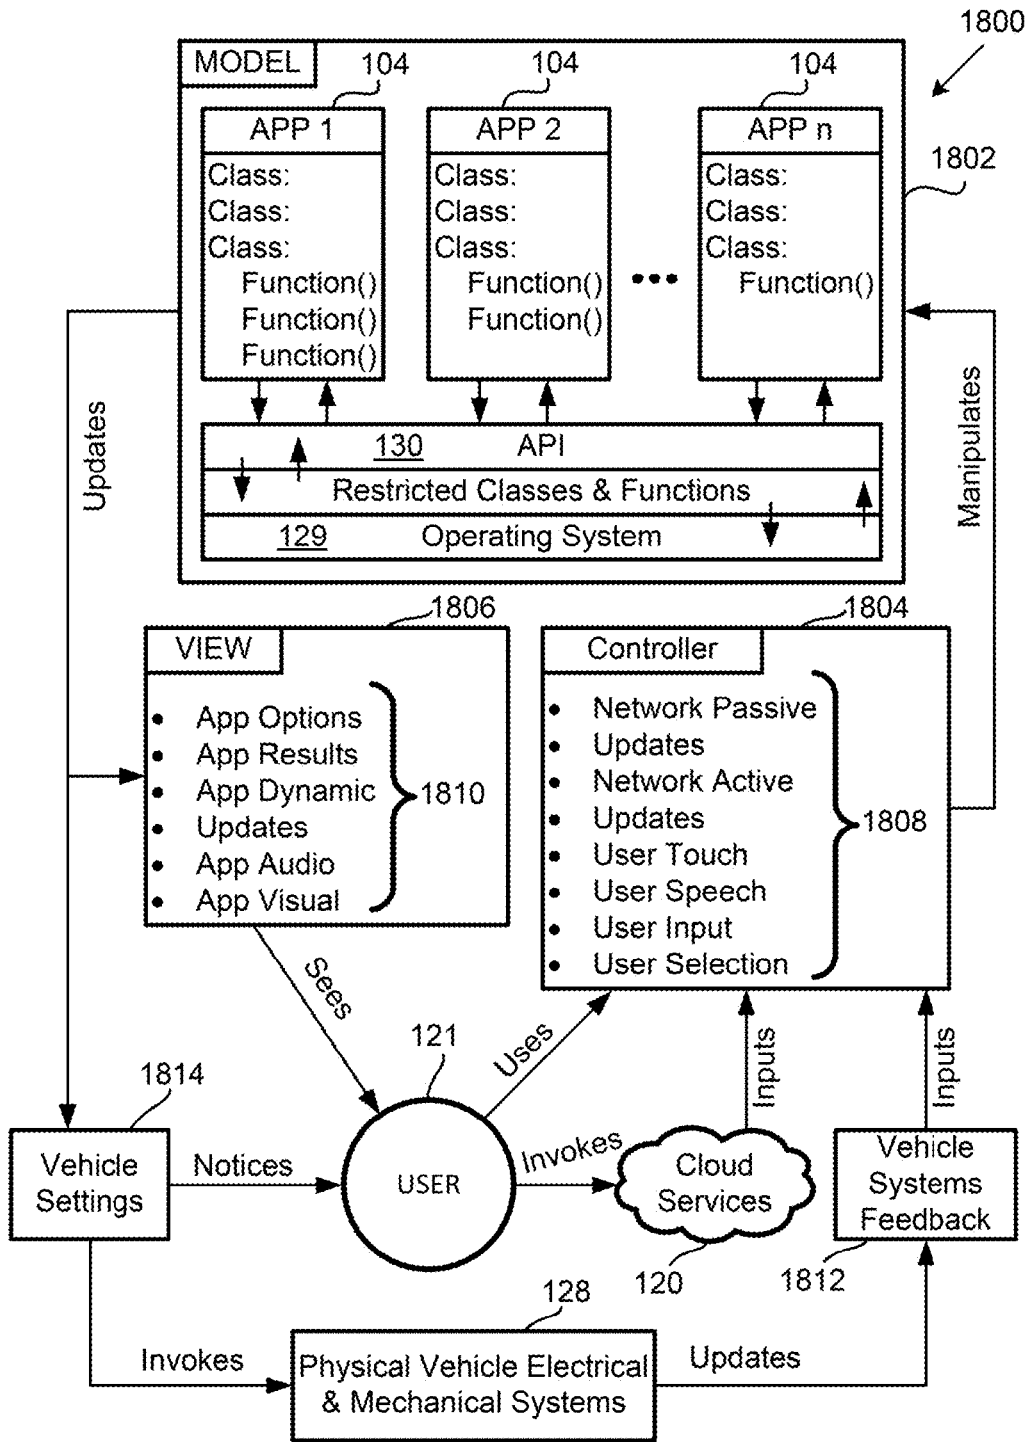 1800
MODEL
104
104
104
1802
APP 1
Class:
Class:
Class:
Function()
Function()
Function()
APP 2
Class:
Class:
Class:
Function()
Function()
•••
APP n
Class:
Class:
Class:
Function()
130 API
Restricted Classes & Functions
129 Operating System
Updates
Manipulates
1806
VIEW
• App Options
• App Results
• App Dynamic
• Updates
• App Audio
• App Visual
1810
1804
Controller
• Network Passive
• Updates
• Network Active
• Updates
• User Touch
• User Speech
• User Input
• User Selection
1808
Sees
Uses
Inputs
Inputs
1814
Vehicle
Settings
Notices
121
USER
Invokes
Cloud
Services
120
Vehicle
Systems
Feedback
1812
Invokes
128
Physical Vehicle Electrical
& Mechanical Systems
Updates